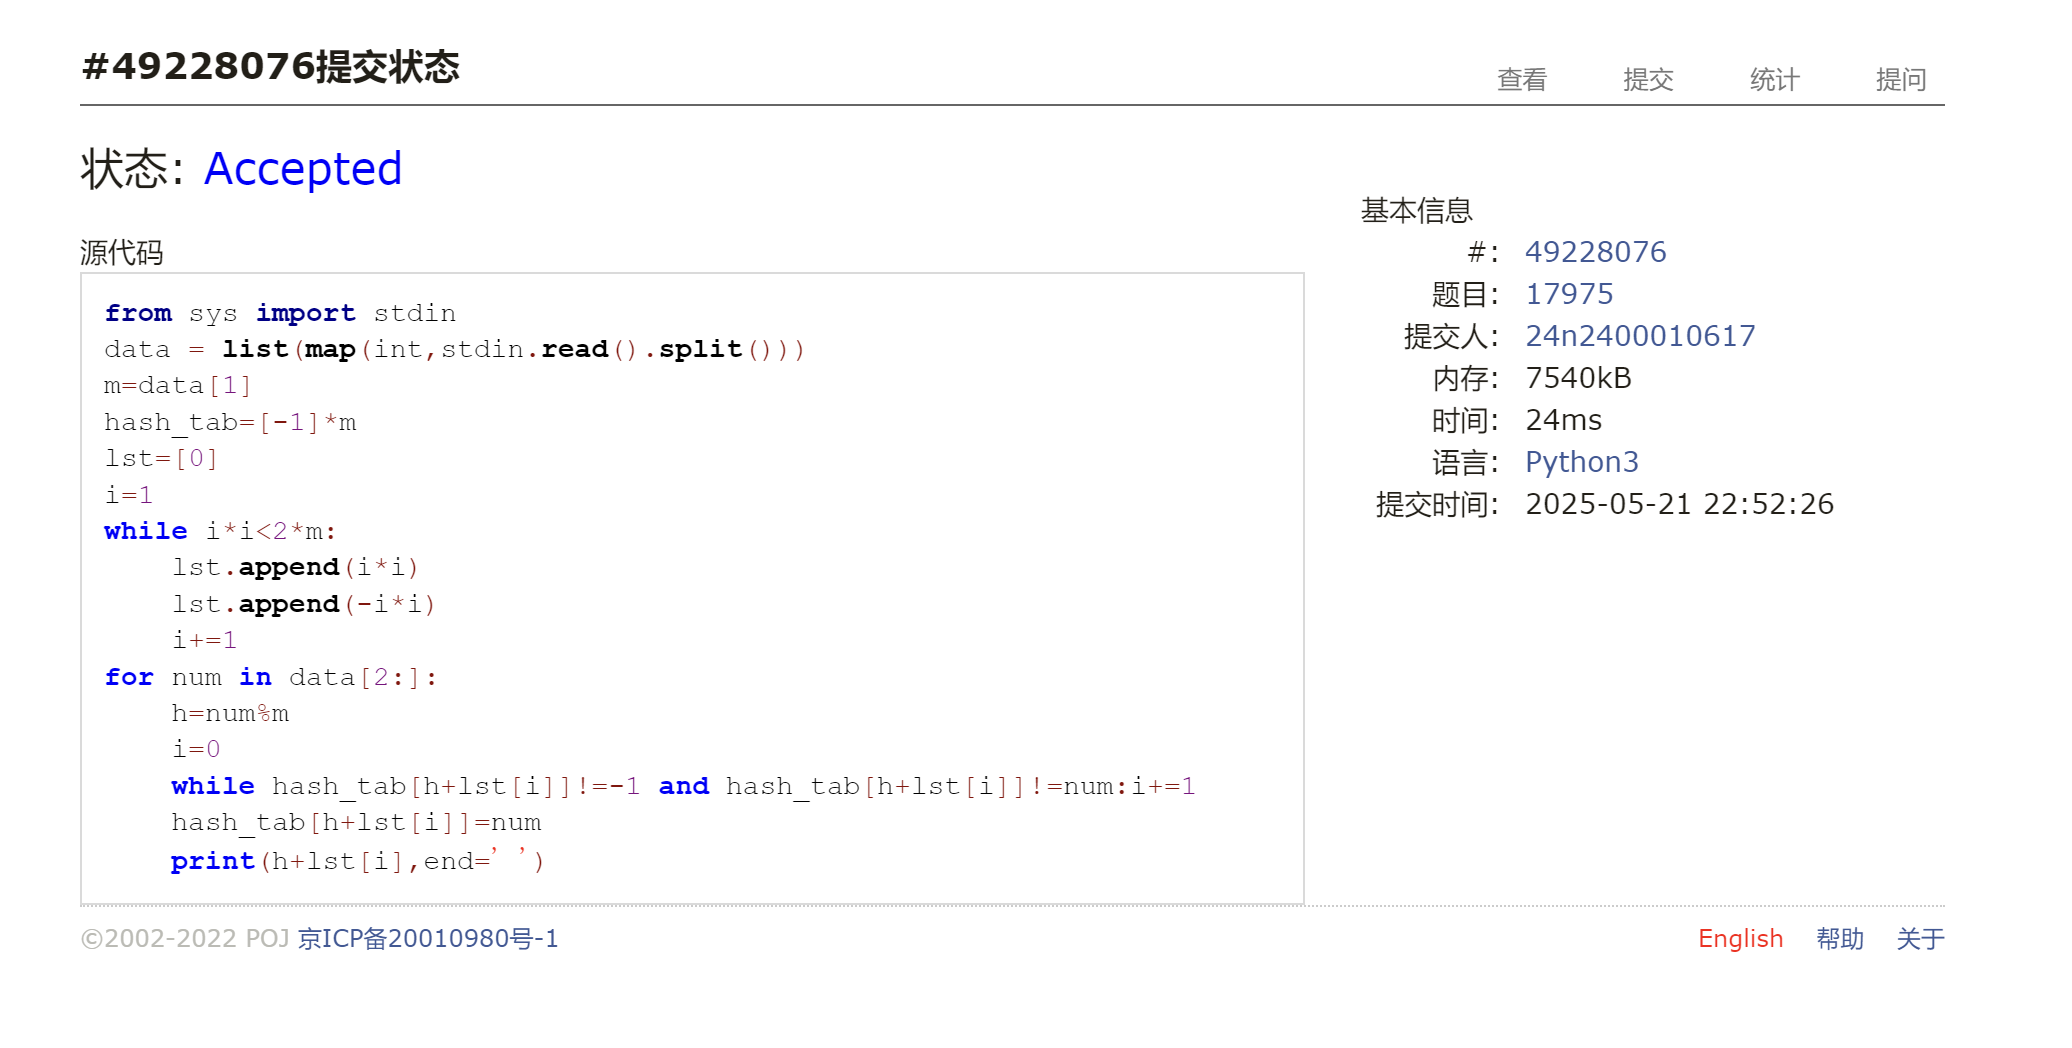 #49228076提交状态
查看 提交 统计 提问
状态: Accepted
源代码
from sys import stdin
data = list(map(int,stdin.read().split()))
m=data[1]
hash_tab=[-1]*m
lst=[0]
i=1
while i*i<2*m:
    lst.append(i*i)
    lst.append(-i*i)
    i+=1
for num in data[2:]:
    h=num%m
    i=0
    while hash_tab[h+lst[i]]!=-1 and hash_tab[h+lst[i]]!=num:i+=1
    hash_tab[h+lst[i]]=num
    print(h+lst[i],end=' ')
基本信息
#: 49228076
题目: 17975
提交人: 24n2400010617
内存: 7540kB
时间: 24ms
语言: Python3
提交时间: 2025-05-21 22:52:26
©2002-2022 POJ 京ICP备20010980号-1
English 帮助 关于